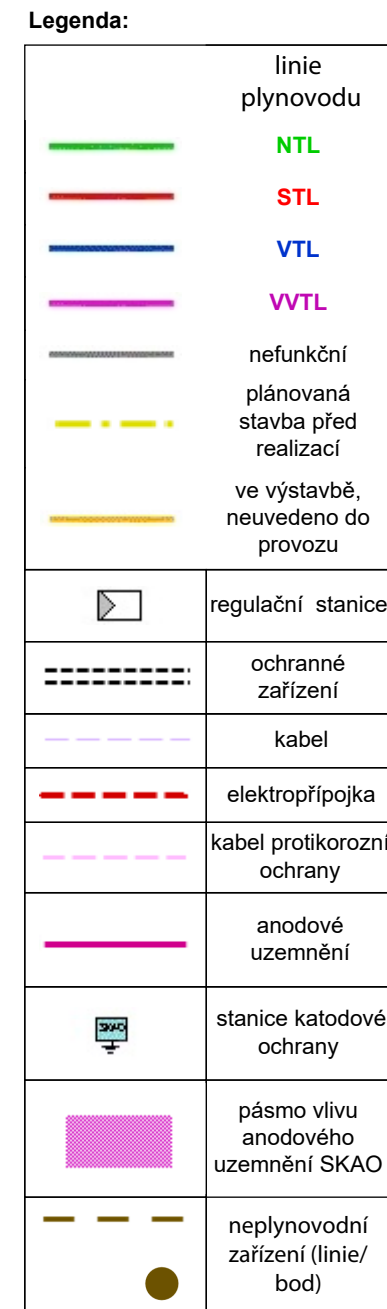 Legenda:
linie
plynovodu
NTL
STL
VTL
VVTL
nefunkční
plánovaná
stavba před
realizací
ve výstavbě,
neuvedeno do
provozu
regulační stanice
ochranné
zařízení
kabel
elektropřípojka
kabel protikorozní
ochrany
anodové
uzemnění
SKAO
stanice katodové
ochrany
pásmo vlivu
anodového
uzemnění SKAO
neplynovodní
zařízení (linie/
bod)